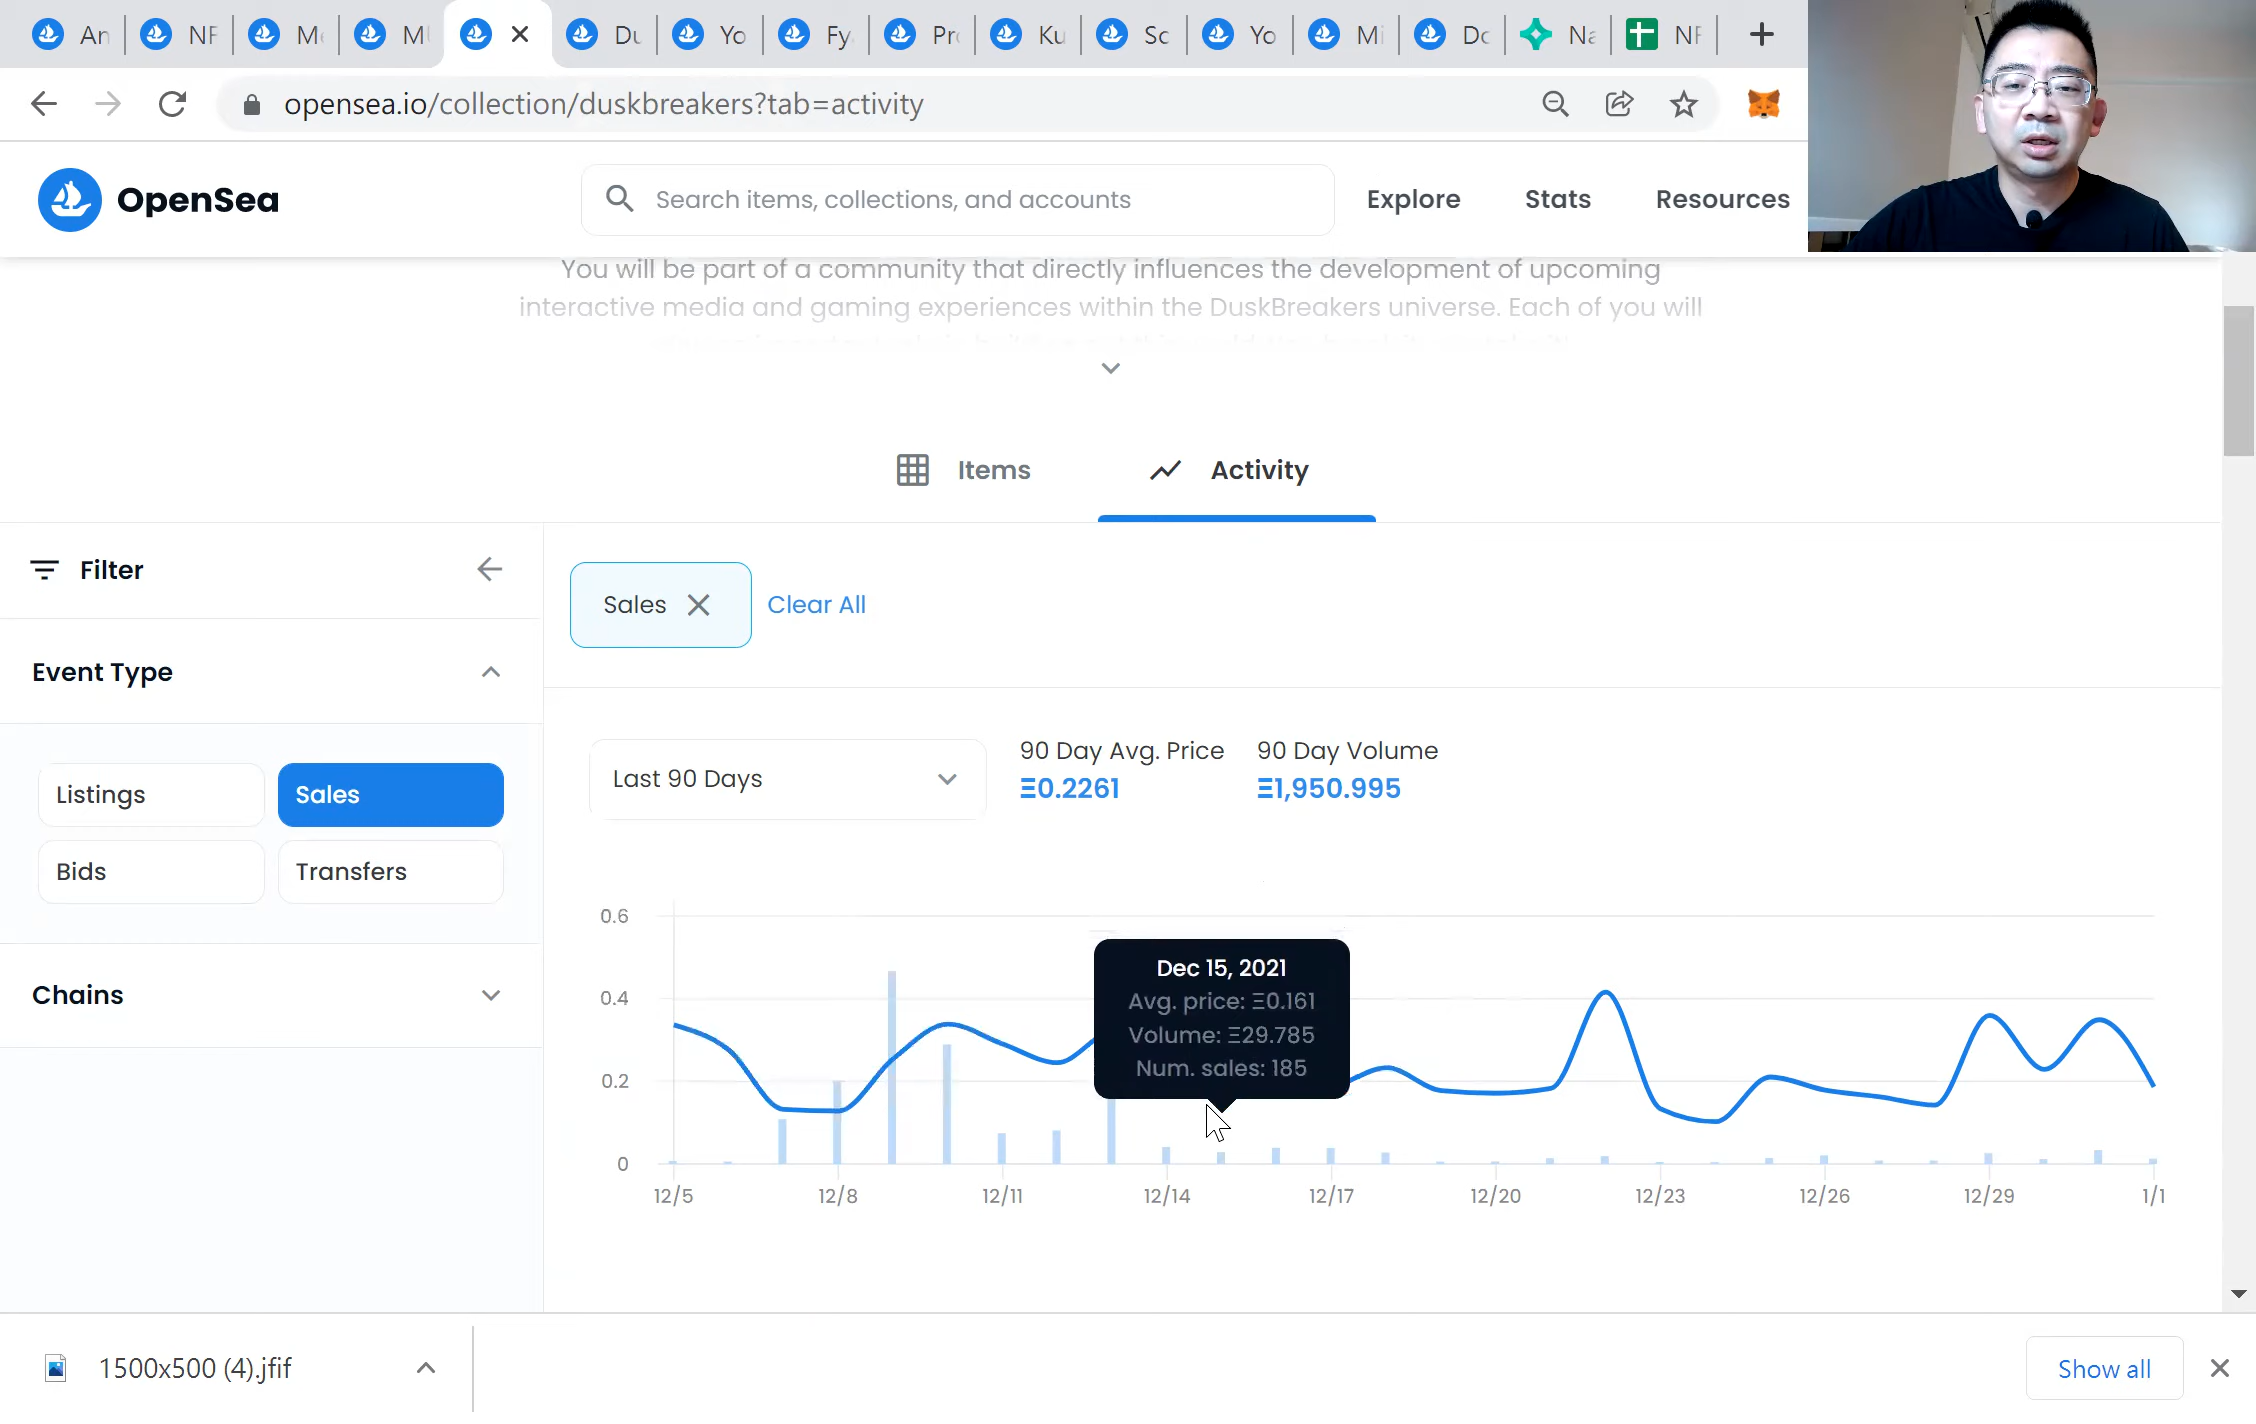 An
NF
Me
MU
Du
Yo
Fy
Pro
Ku
Sc
Yo
Mi
Do
Na
NF
opensea.io/collection/duskbreakers?tab=activity
OpenSea
Search items, collections, and accounts
Explore
Stats
Resources
You will be part of a community that directly influences the development of upcoming
interactive media and gaming experiences within the DuskBreakers universe. Each of you will
Items
Activity
Filter
Sales
Clear All
Event Type
Last 90 Days
90 Day Avg. Price
Ξ0.2261
90 Day Volume
Ξ1,950.995
Listings
Sales
Bids
Transfers
Chains
0.6
0.4
0.2
0
Dec 15, 2021
Avg. price: Ξ0.161
Volume: Ξ29.785
Num. sales: 185
12/5
12/8
12/11
12/14
12/17
12/20
12/23
12/26
12/29
1/1
1500x500 (4).jfif
Show all